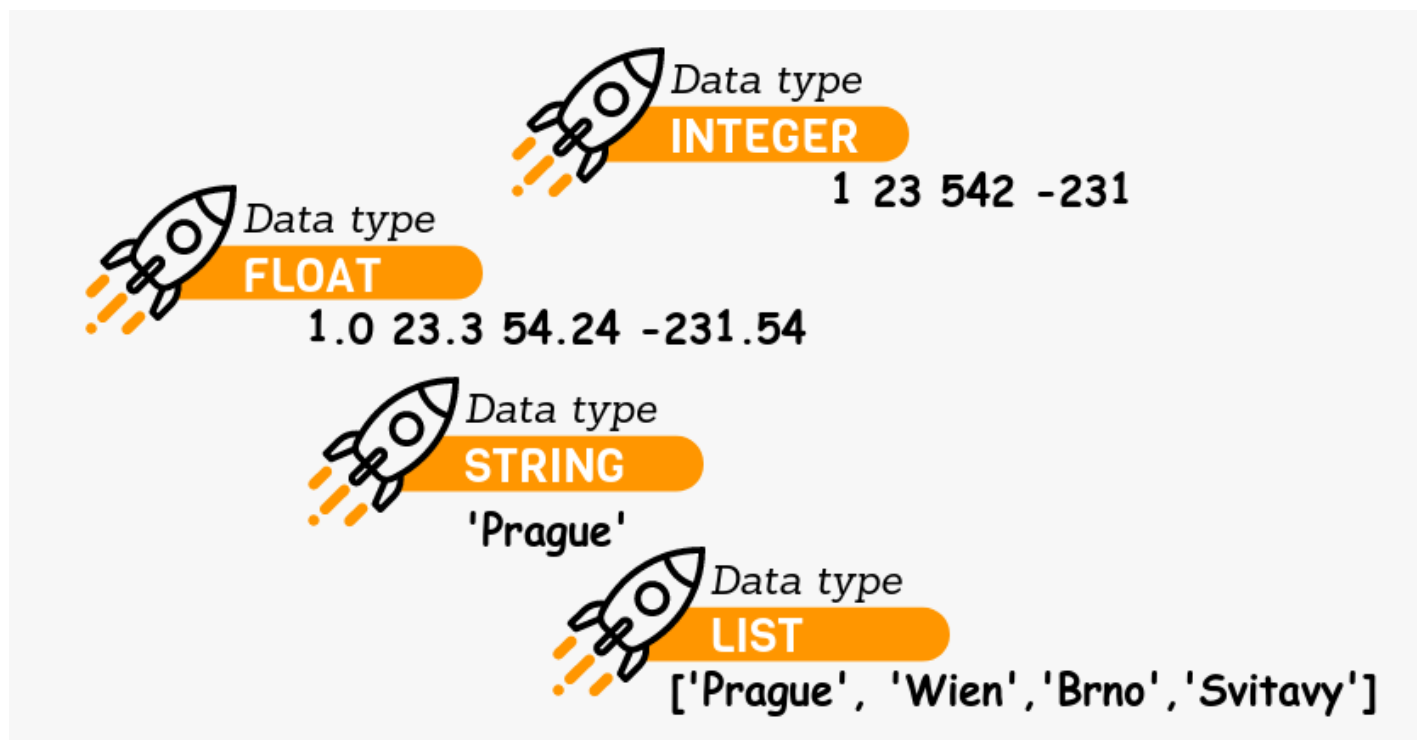 Data type
INTEGER
1 23 542 -231
Data type
FLOAT
1.0 23.3 54.24 -231.54
Data type
STRING
'Prague'
Data type
LIST
['Prague', 'Wien','Brno','Svitavy']